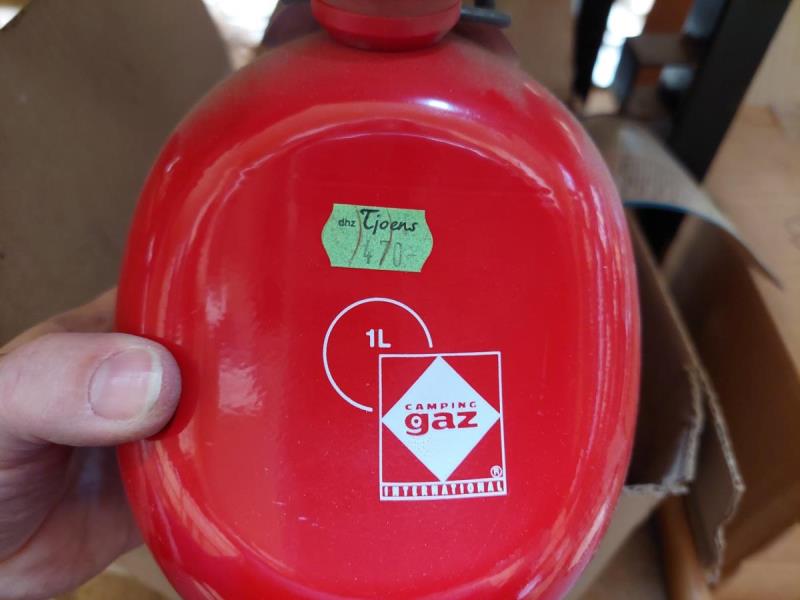 dhz Tjoens
470.-
1L
CAMPING
gaz
®
INTERNATIONAL